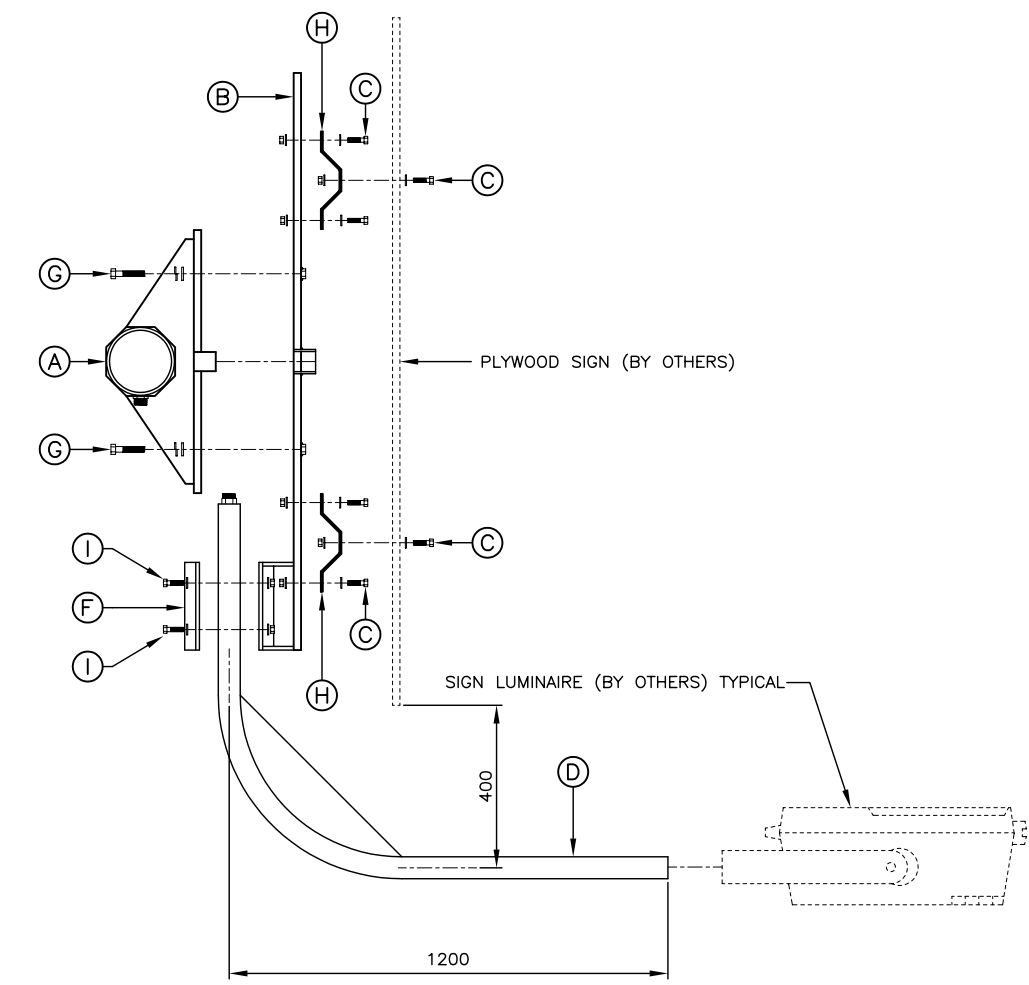 H
B
C
C
G
A
PLYWOOD SIGN (BY OTHERS)
G
C
I
F
C
I
H
SIGN LUMINAIRE (BY OTHERS) TYPICAL
400
D
1200